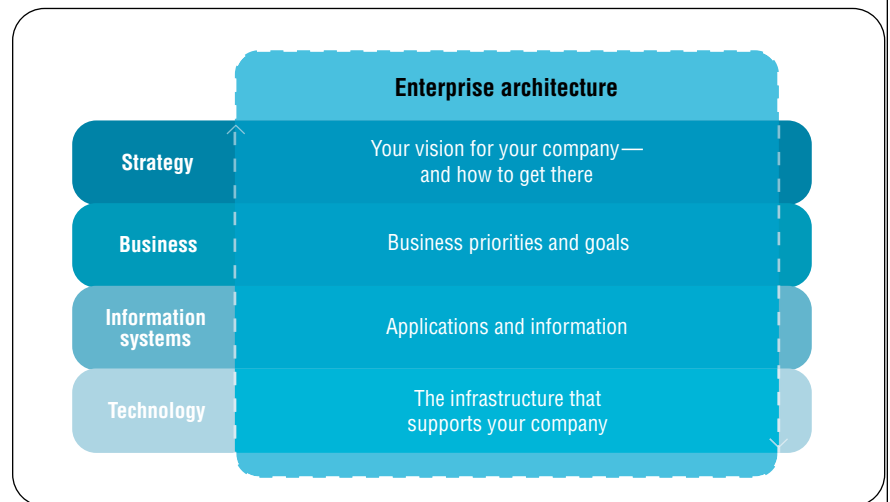 Enterprise architecture
Strategy
Your vision for your company—
and how to get there
Business
Business priorities and goals
Information
systems
Applications and information
Technology
The infrastructure that
supports your company